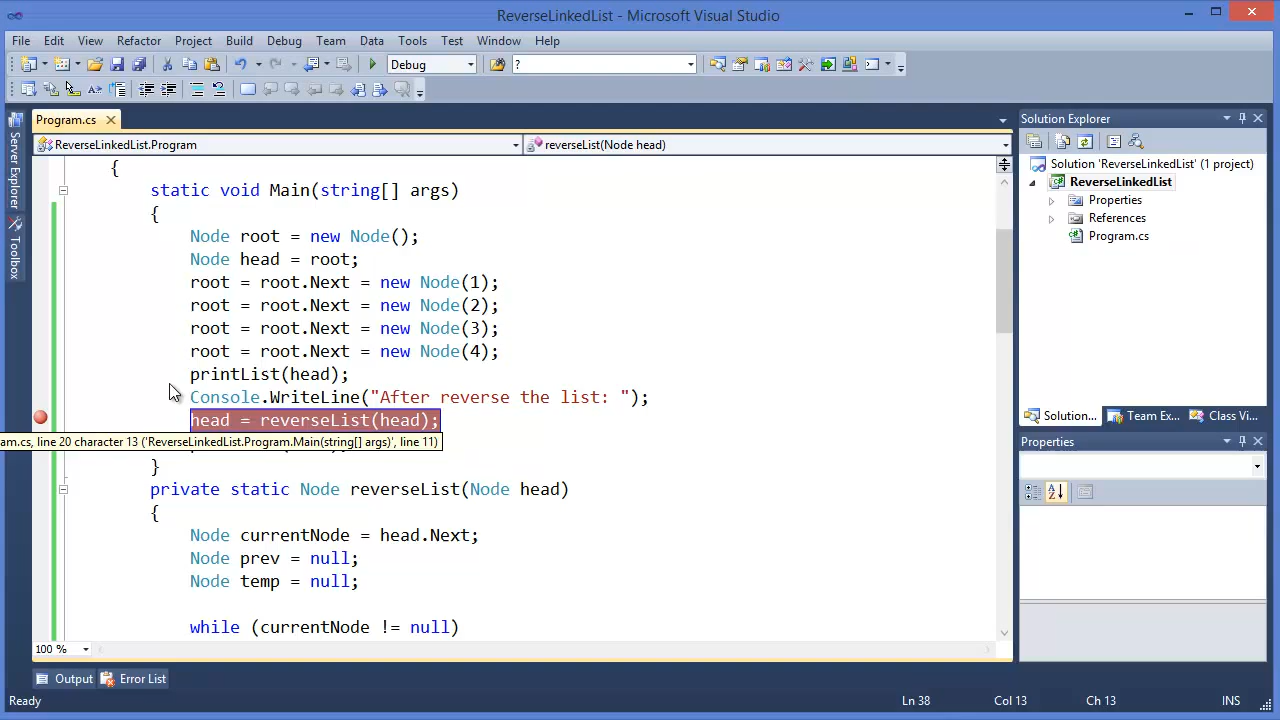 ReverseLinkedList - Microsoft Visual Studio
File Edit View Refactor Project Build Debug Team Data Tools Test Window Help
Debug ?
Server Explorer
Toolbox
Program.cs
ReverseLinkedList.Program reverseList(Node head)
{
static void Main(string[] args)
{
Node root = new Node();
Node head = root;
root = root.Next = new Node(1);
root = root.Next = new Node(2);
root = root.Next = new Node(3);
root = root.Next = new Node(4);
printList(head);
Console.WriteLine("After reverse the list: ");
head = reverseList(head);
am.cs, line 20 character 13 ('ReverseLinkedList.Program.Main(string[] args)', line 11)
}
private static Node reverseList(Node head)
{
Node currentNode = head.Next;
Node prev = null;
Node temp = null;
while (currentNode != null)
100 %
Solution Explorer
Solution 'ReverseLinkedList' (1 project)
ReverseLinkedList
Properties
References
Program.cs
Solution... Team Ex... Class Vi...
Properties
Output Error List
Ready Ln 38 Col 13 Ch 13 INS